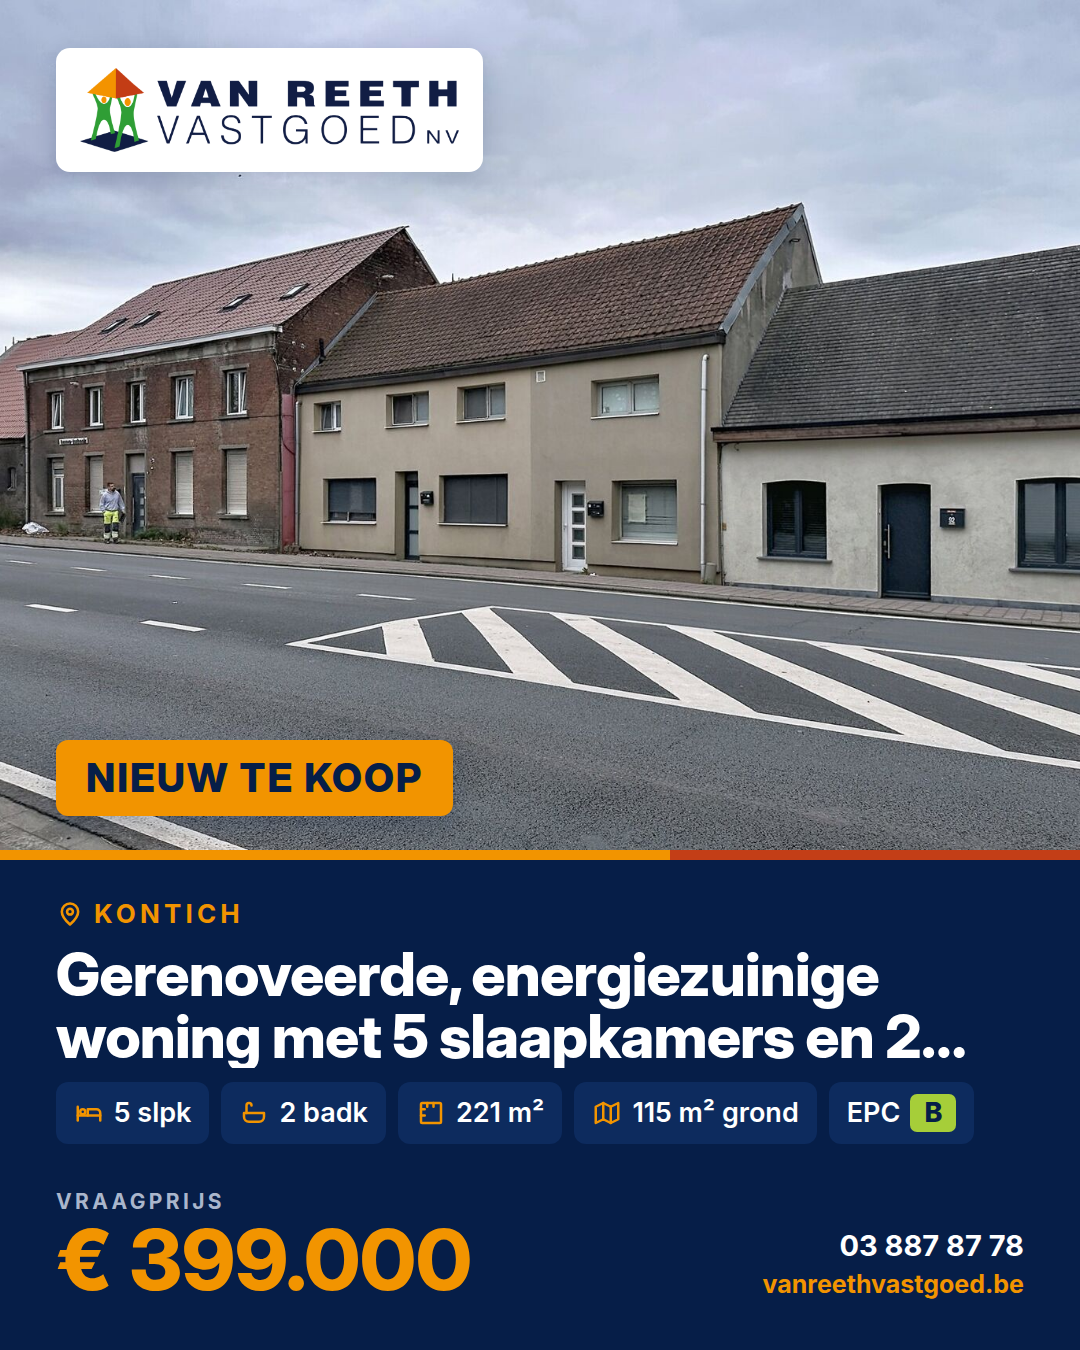 VAN REETH
VASTGOED NV
NIEUW TE KOOP
KONTICH
Gerenoveerde, energiezuinige
woning met 5 slaapkamers en 2...
5 slpk
2 badk
221 m²
115 m² grond
EPC B
VRAAGPRIJS
€ 399.000
03 887 87 78
vanreethvastgoed.be